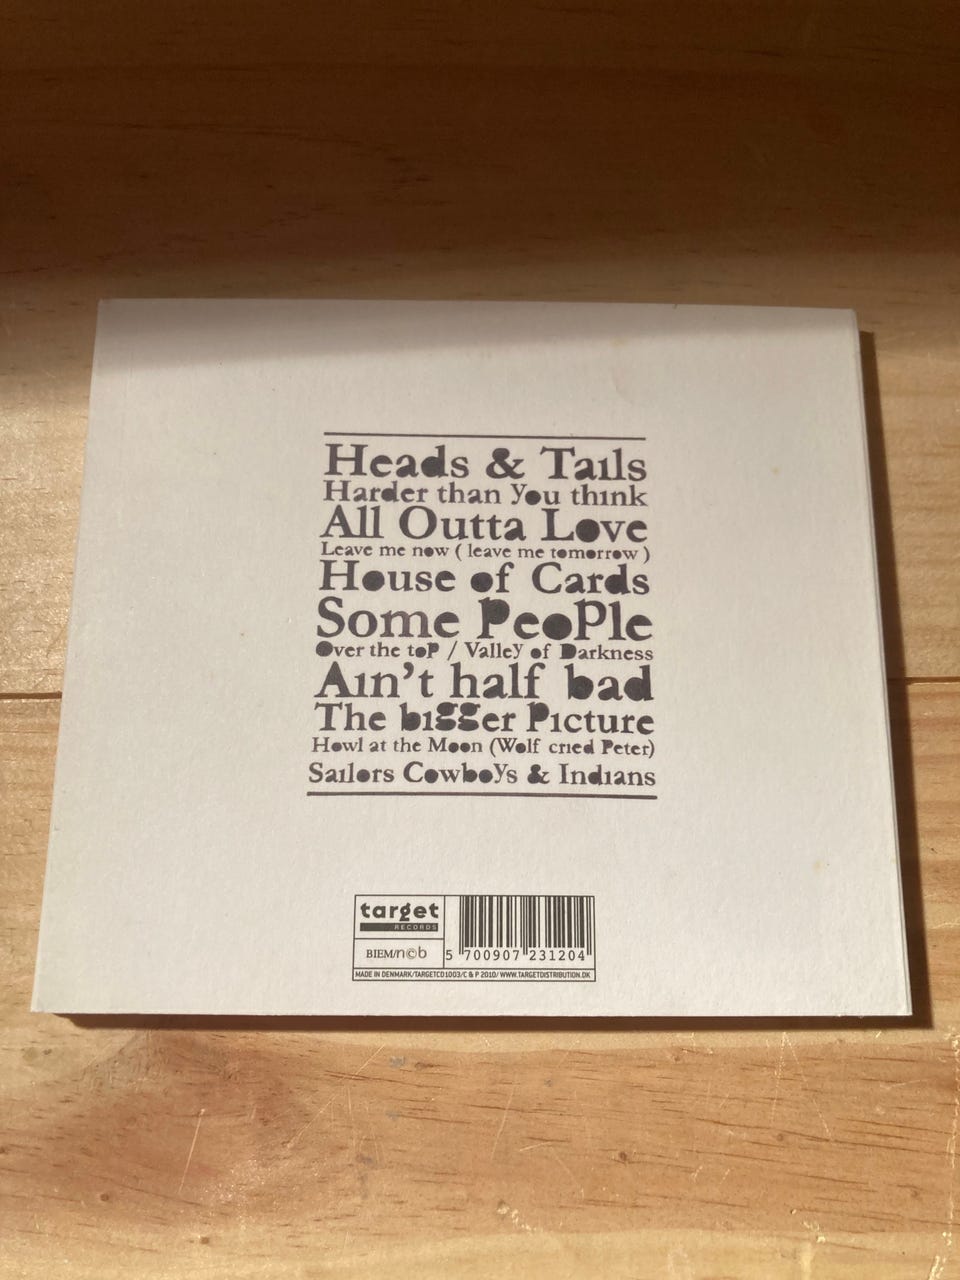 Heads & Tails
Harder than You think
All Outta Love
Leave me now ( leave me tomorrow )
House of Cards
Some PeoPle
Over the toP / Valley of Darkness
Ain't half bad
The bigger Picture
Howl at the Moon (Wolf cried Peter)
Sailors CowboYs & Indians
target
RECORDS
BIEM/n©b
5 700907 231204
MADE IN DENMARK/TARGETCD1003/C & P 2010/ WWW.TARGETDISTRIBUTION.DK